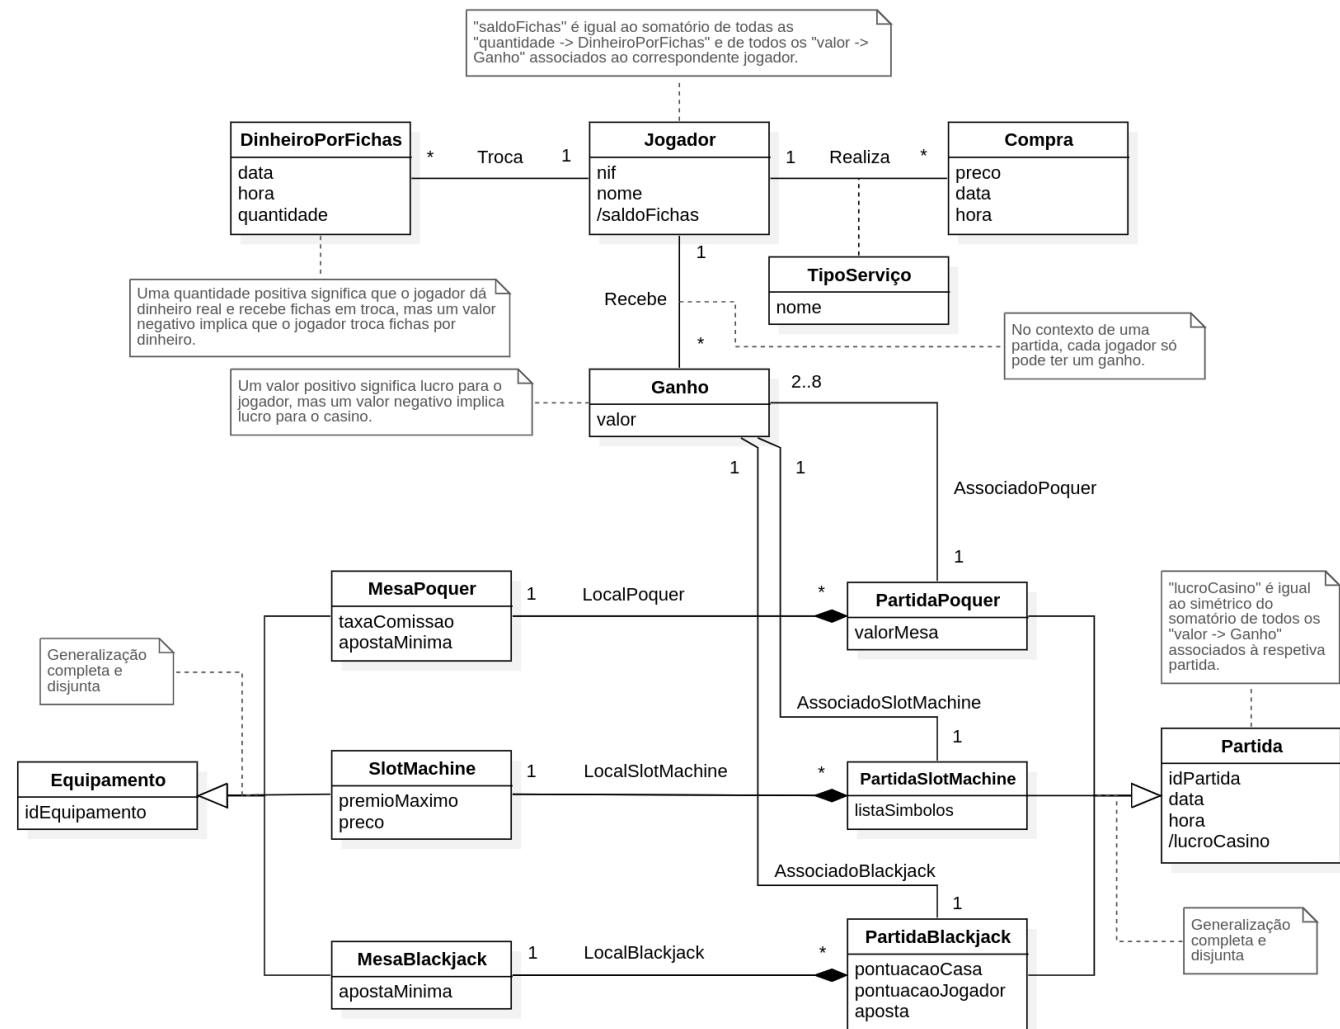 "saldoFichas" é igual ao somatório de todas as
"quantidade -> DinheiroPorFichas" e de todos os "valor ->
Ganho" associados ao correspondente jogador.
DinheiroPorFichas
data
hora
quantidade
*
Troca
1
Jogador
nif
nome
/saldoFichas
1
Realiza
*
Compra
preco
data
hora
TipoServiço
nome
Uma quantidade positiva significa que o jogador dá
dinheiro real e recebe fichas em troca, mas um valor
negativo implica que o jogador troca fichas por
dinheiro.
1
Recebe
*
No contexto de uma
partida, cada jogador só
pode ter um ganho.
Um valor positivo significa lucro para o
jogador, mas um valor negativo implica
lucro para o casino.
Ganho
valor
2..8
1
1
AssociadoPoquer
1
MesaPoquer
taxaComissao
apostaMinima
1
LocalPoquer
*
PartidaPoquer
valorMesa
"lucroCasino" é igual
ao simétrico do
somatório de todos os
"valor -> Ganho"
associados à respetiva
partida.
Generalização
completa e
disjunta
AssociadoSlotMachine
1
Equipamento
idEquipamento
SlotMachine
premioMaximo
preco
1
LocalSlotMachine
*
PartidaSlotMachine
listaSimbolos
Partida
idPartida
data
hora
/lucroCasino
AssociadoBlackjack
1
MesaBlackjack
apostaMinima
1
LocalBlackjack
*
PartidaBlackjack
pontuacaoCasa
pontuacaoJogador
aposta
Generalização
completa e
disjunta